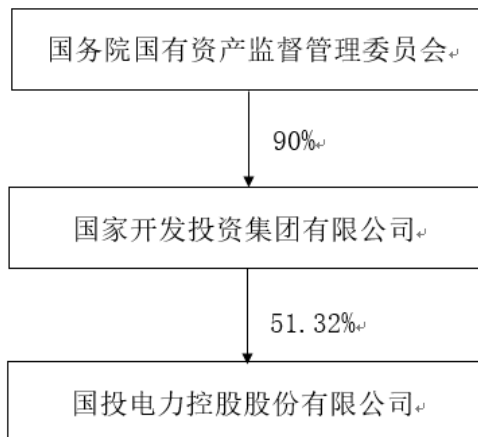 国务院国有资产监督管理委员会
90%
国家开发投资集团有限公司
51.32%
国投电力控股股份有限公司